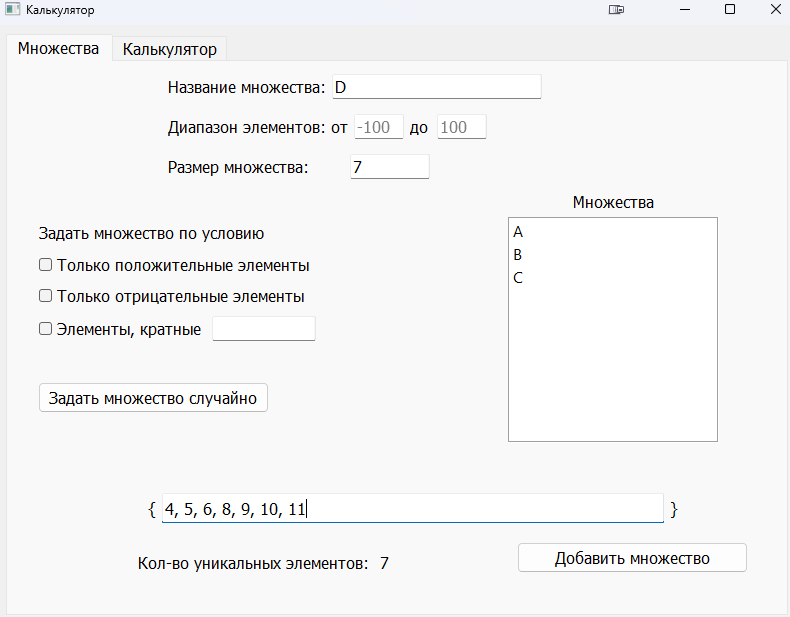 Калькулятор
Множества Калькулятор
Название множества: D
Диапазон элементов: от -100 до 100
Размер множества: 7
Множества
Задать множество по условию
A
Только положительные элементы
B
C
Только отрицательные элементы
Элементы, кратные
Задать множество случайно
{ 4, 5, 6, 8, 9, 10, 11 }
Кол-во уникальных элементов: 7
Добавить множество